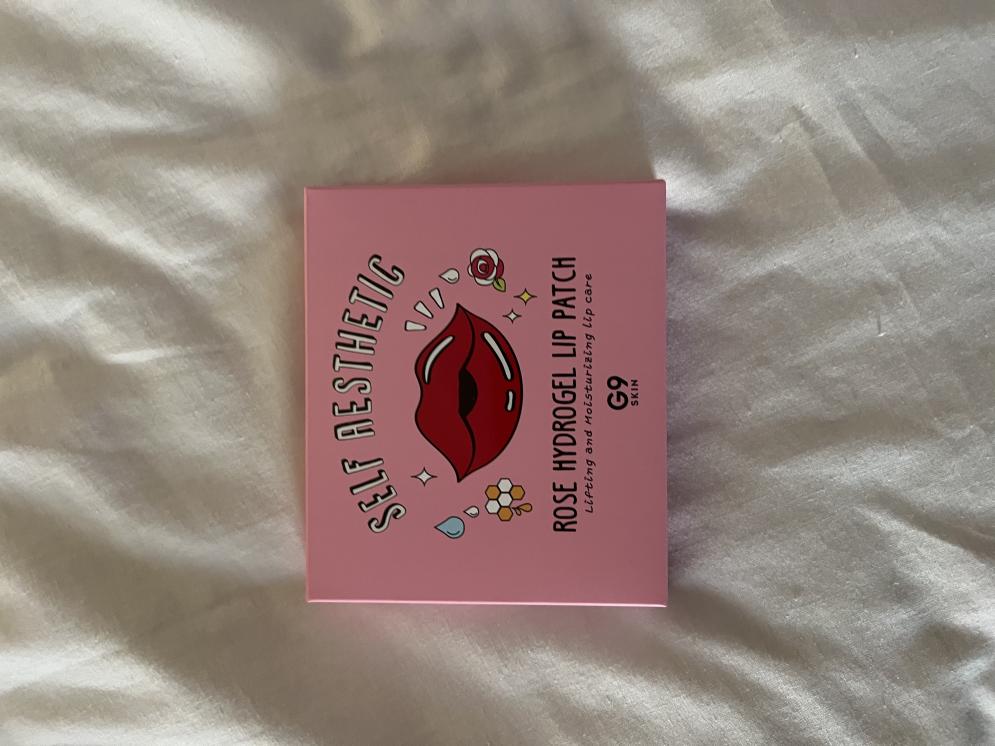 SELF AESTHETIC
ROSE HYDROGEL LIP PATCH
Lifting and Moisturizing lip care
G9
SKIN